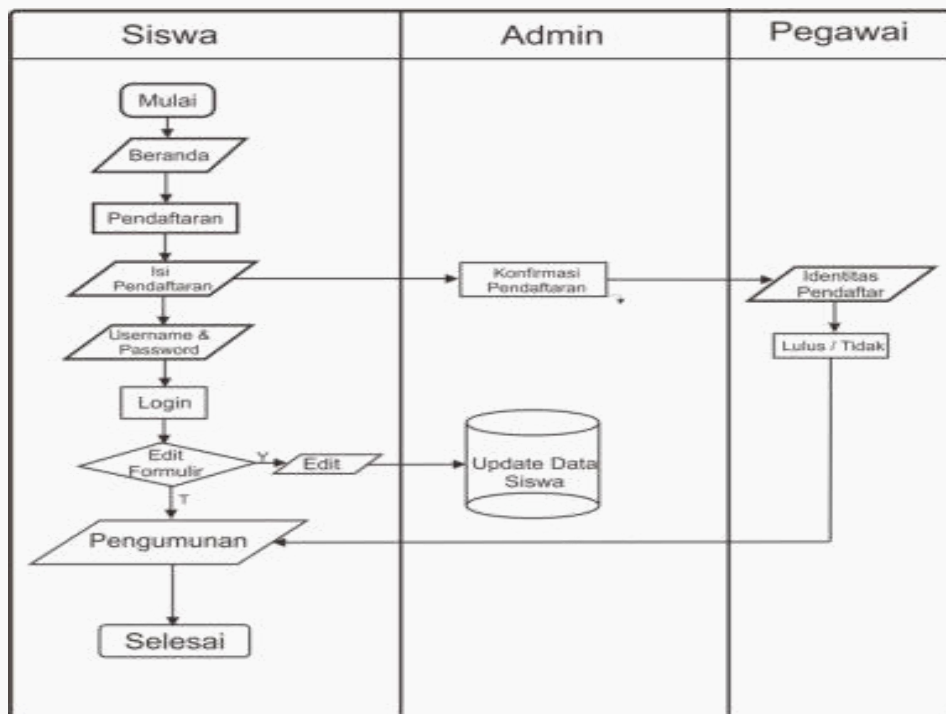 Siswa
Admin
Pegawai
Mulai
Beranda
Pendaftaran
Isi
Pendaftaran
Konfirmasi
Pendaftaran
Identitas
Pendaftar
Username &
Password
Lulus / Tidak
Login
Edit
Formulir
Y
Edit
Update Data
Siswa
T
Pengumunan
Selesai